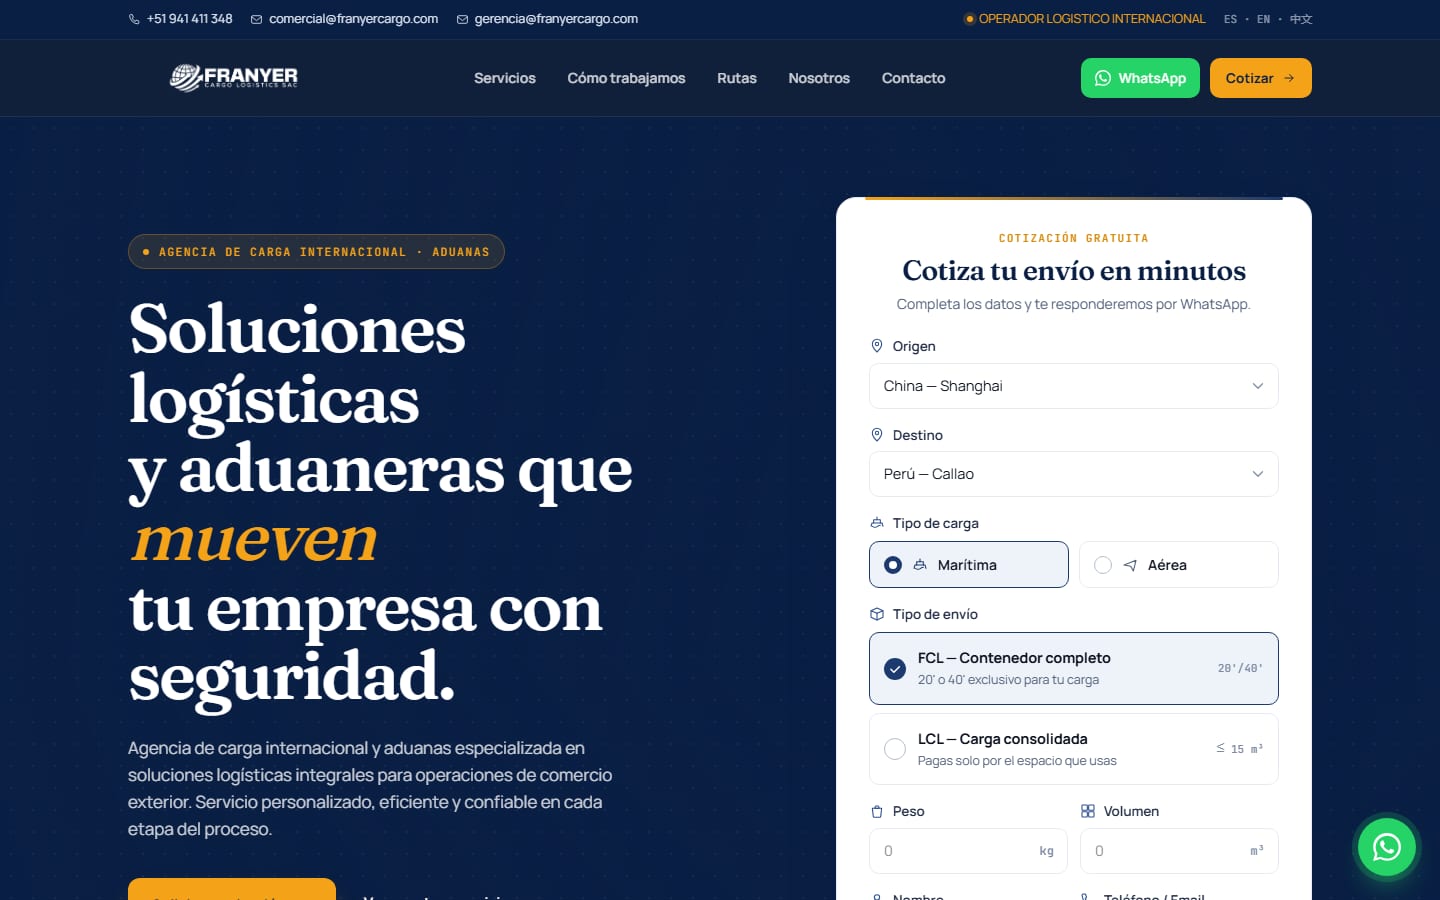 +51 941 411 348
comercial@franyercargo.com
gerencia@franyercargo.com
OPERADOR LOGISTICO INTERNACIONAL
ES · EN · 中文
FRANYER
CARGO LOGISTICS SAC
Servicios
Cómo trabajamos
Rutas
Nosotros
Contacto
WhatsApp
Cotizar →
AGENCIA DE CARGA INTERNACIONAL · ADUANAS
Soluciones
logísticas
y aduaneras que
mueven
tu empresa con
seguridad.
Agencia de carga internacional y aduanas especializada en
soluciones logísticas integrales para operaciones de comercio
exterior. Servicio personalizado, eficiente y confiable en cada
etapa del proceso.
COTIZACIÓN GRATUITA
Cotiza tu envío en minutos
Completa los datos y te responderemos por WhatsApp.
Origen
China — Shanghai
Destino
Perú — Callao
Tipo de carga
Marítima
Aérea
Tipo de envío
FCL — Contenedor completo
20' o 40' exclusivo para tu carga
20'/40'
LCL — Carga consolidada
Pagas solo por el espacio que usas
≤ 15 m³
Peso
Volumen
0 kg
0 m³
Nombre
Teléfono / Email